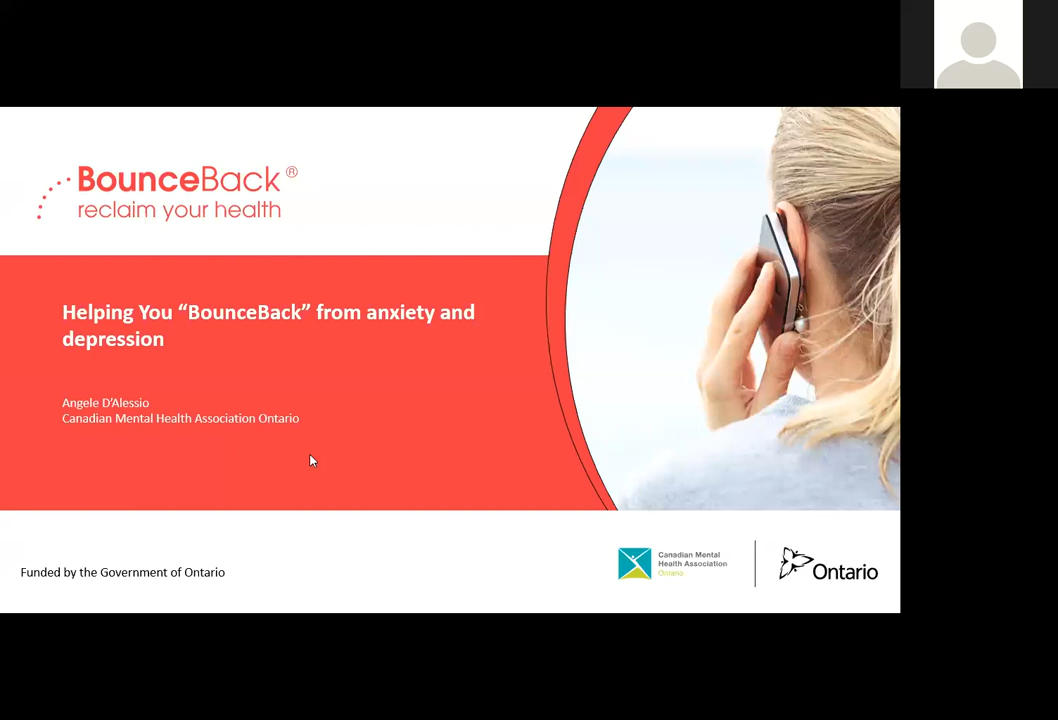 BounceBack®
reclaim your health
Helping You “BounceBack” from anxiety and
depression
Angele D’Alessio
Canadian Mental Health Association Ontario
Funded by the Government of Ontario
Canadian Mental
Health Association
Ontario
Ontario